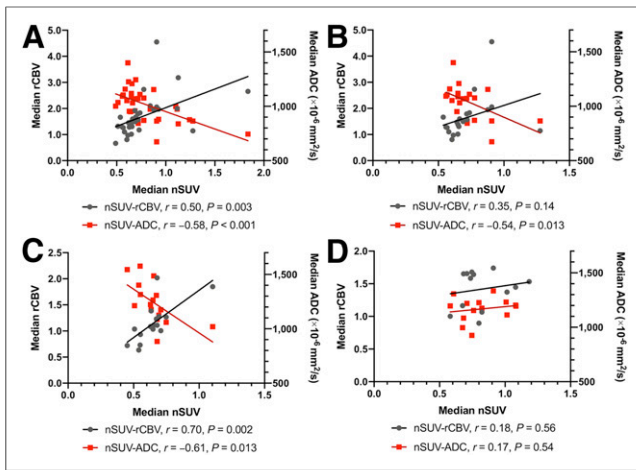 A
Median rCBV
5.0
4.0
3.0
2.0
1.0
0.0
0.0
0.5
1.0
1.5
2.0
Median nSUV
1,500
1,000
500
Median ADC (×10⁻⁶ mm²/s)
nSUV-rCBV, r = 0.50, P = 0.003
nSUV-ADC, r = −0.58, P < 0.001
B
Median rCBV
5.0
4.0
3.0
2.0
1.0
0.0
0.0
0.5
1.0
1.5
Median nSUV
1,500
1,000
500
Median ADC (×10⁻⁶ mm²/s)
nSUV-rCBV, r = 0.35, P = 0.14
nSUV-ADC, r = −0.54, P = 0.013
C
Median rCBV
2.5
2.0
1.5
1.0
0.5
0.0
0.0
0.5
1.0
1.5
Median nSUV
1,500
1,000
500
Median ADC (×10⁻⁶ mm²/s)
nSUV-rCBV, r = 0.70, P = 0.002
nSUV-ADC, r = −0.61, P = 0.013
D
Median rCBV
2.0
1.5
1.0
0.5
0.0
0.0
0.5
1.0
1.5
Median nSUV
1,500
1,000
500
Median ADC (×10⁻⁶ mm²/s)
nSUV-rCBV, r = 0.18, P = 0.56
nSUV-ADC, r = 0.17, P = 0.54